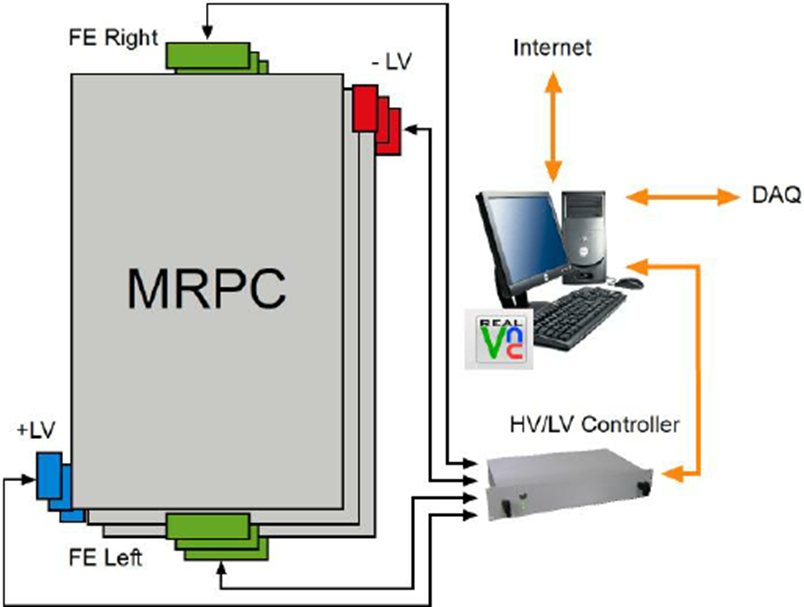 FE Right
- LV
Internet
DAQ
MRPC
REAL
VNC
HV/LV Controller
+LV
FE Left